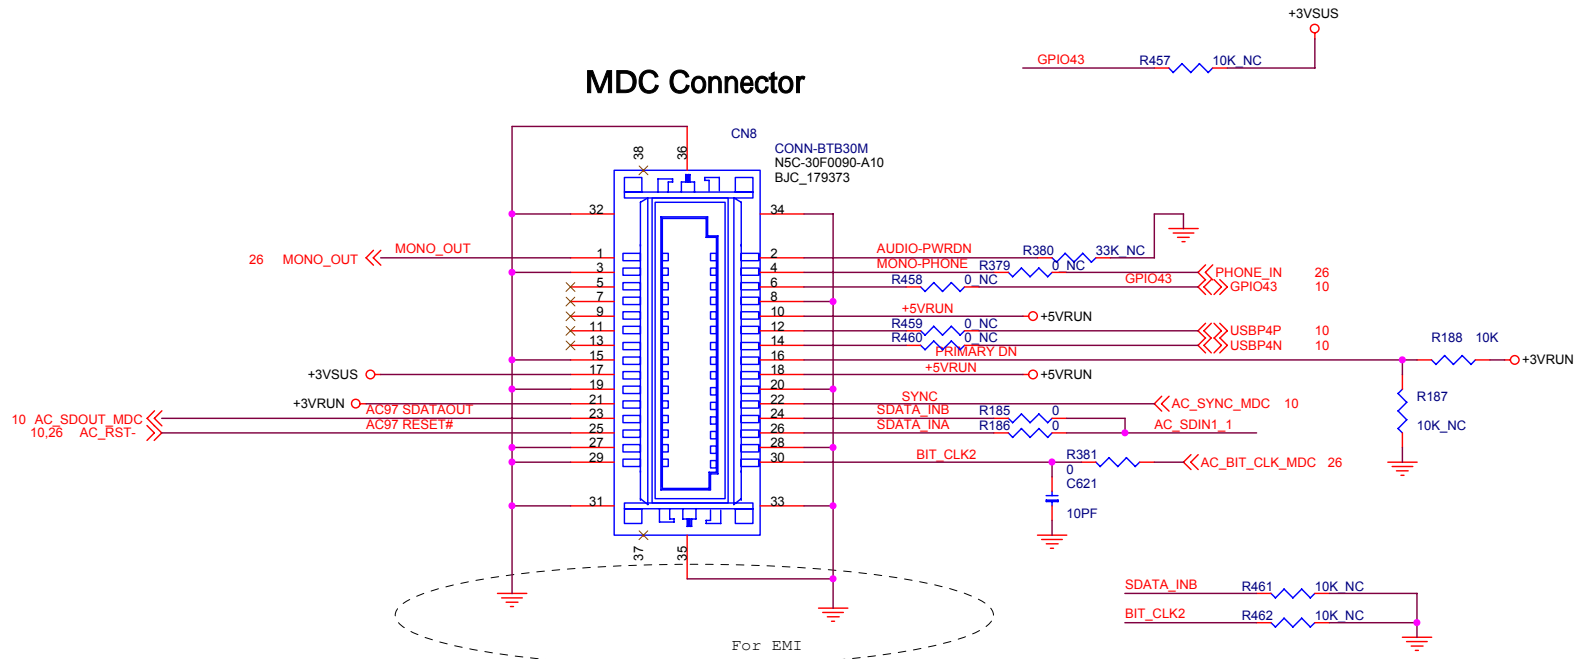 +3VSUS
GPIO43 R457 10K_NC
MDC Connector
CN8
CONN-BTB30M
N5C-30F0090-A10
BJC_179373
38 36
32 34
26 MONO_OUT MONO_OUT 1 2 AUDIO-PWRDN R380 33K_NC
3 4 MONO-PHONE R379 0_NC PHONE_IN 26
5 6 R458 0_NC GPIO43 GPIO43 10
7 8
9 10 +5VRUN +5VRUN
11 12 R459 0_NC USBP4P 10
13 14 R460 0_NC USBP4N 10
15 16 PRIMARY DN R188 10K +3VRUN
+3VSUS 17 18 +5VRUN +5VRUN
19 20
+3VRUN 21 22 SYNC AC_SYNC_MDC 10
R187
10K_NC
10 AC_SDOUT_MDC AC97 SDATAOUT 23 24 SDATA_INB R185 0
10,26 AC_RST- AC97 RESET# 25 26 SDATA_INA R186 0 AC_SDIN1_1
27 28
29 30 BIT_CLK2 R381 0 AC_BIT_CLK_MDC 26
C621
10PF
31 33
37 35
SDATA_INB R461 10K_NC
BIT_CLK2 R462 10K_NC
For EMI